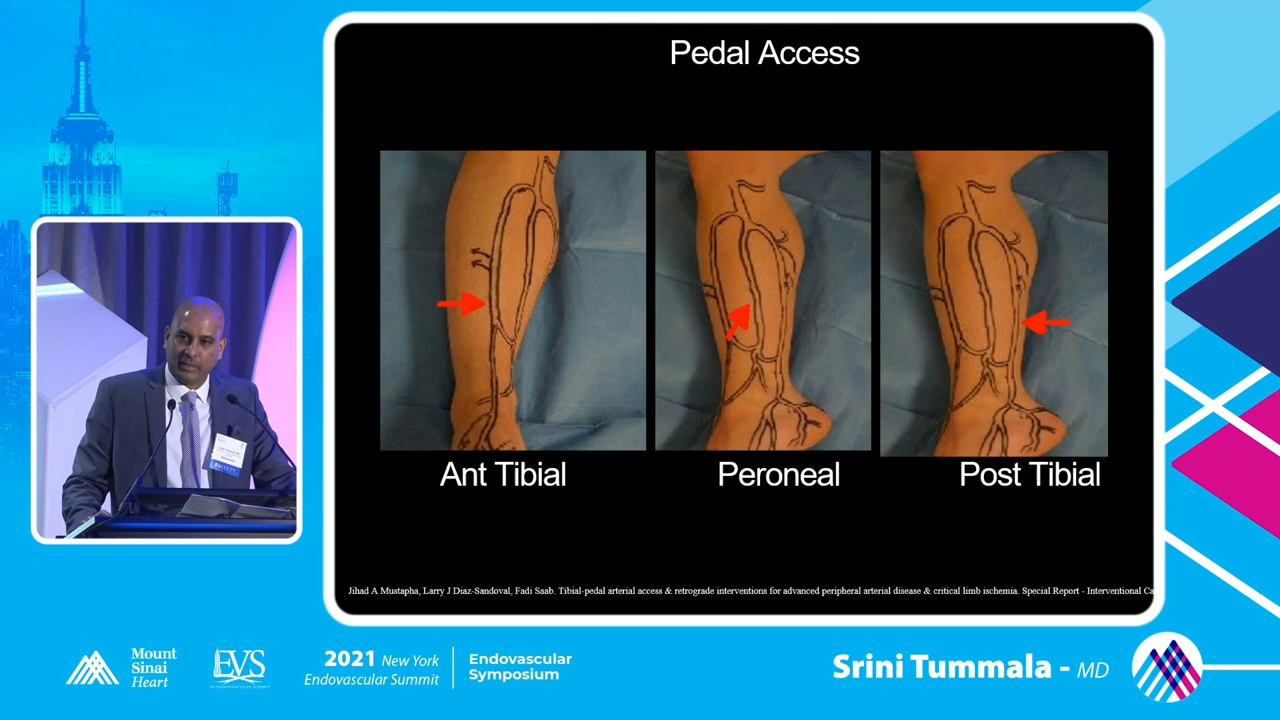 Pedal Access
Ant Tibial
Peroneal
Post Tibial
Jihad A Mustapha, Larry J Diaz-Sandoval, Fadi Saab. Tibial-pedal arterial access & retrograde interventions for advanced peripheral arterial disease & critical limb ischemia. Special Report - Interventional Ca
FACULTY
Mount
Sinai
Heart
EVS
2021 New York
Endovascular Summit
Endovascular
Symposium
Srini Tummala - MD